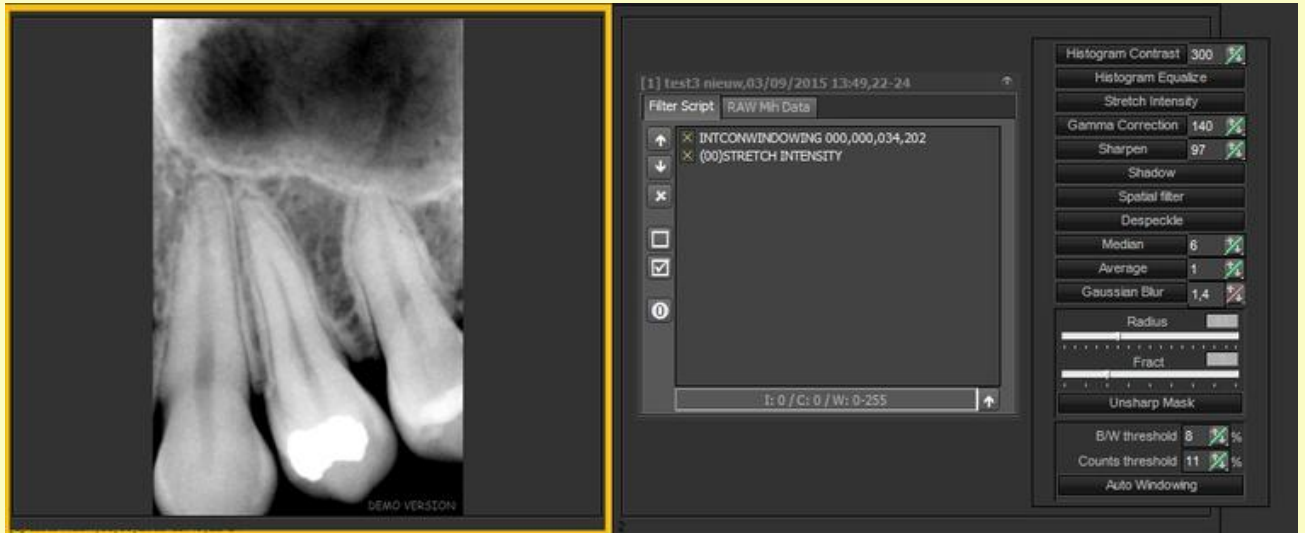 DEMO VERSION
[1] test3 nieuw,03/09/2015 13:49,22-24
Filter Script
RAW Mih Data
INTCONWINDOWING 000,000,034,202
(00)STRETCH INTENSITY
I: 0 / C: 0 / W: 0-255
Histogram Contrast 300
Histogram Equalize
Stretch Intensity
Gamma Correction 140
Sharpen 97
Shadow
Spatial filter
Despeckle
Median 6
Average 1
Gaussian Blur 1,4
Radius
Fract
Unsharp Mask
B/W threshold 8 %
Counts threshold 11 %
Auto Windowing
2